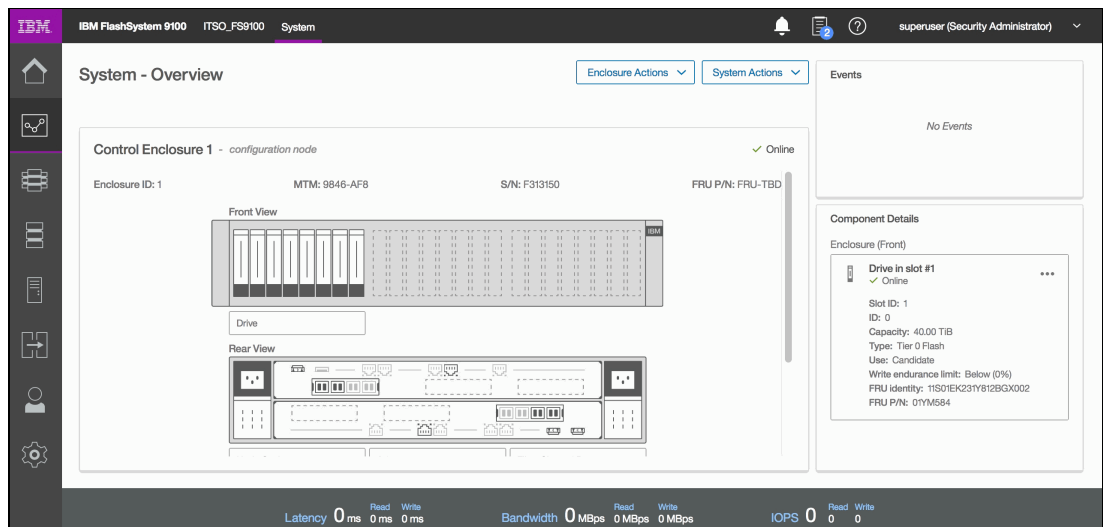 IBM
IBM FlashSystem 9100 ITSO_FS9100 System
2
?
superuser (Security Administrator)
System - Overview
Enclosure Actions
System Actions
Control Enclosure 1 - configuration node
Online
Enclosure ID: 1
MTM: 9846-AF8
S/N: F313150
FRU P/N: FRU-TBD
Front View
IBM
Drive
Rear View
Events
No Events
Component Details
Enclosure (Front)
Drive in slot #1
Online
Slot ID: 1
ID: 0
Capacity: 40.00 TiB
Type: Tier 0 Flash
Use: Candidate
Write endurance limit: Below (0%)
FRU identity: 11S01EK231Y812BGX002
FRU P/N: 01YM584
Latency 0 ms
Read Write
0 ms 0 ms
Bandwidth 0 MBps
Read Write
0 MBps 0 MBps
IOPS 0
Read Write
0 0